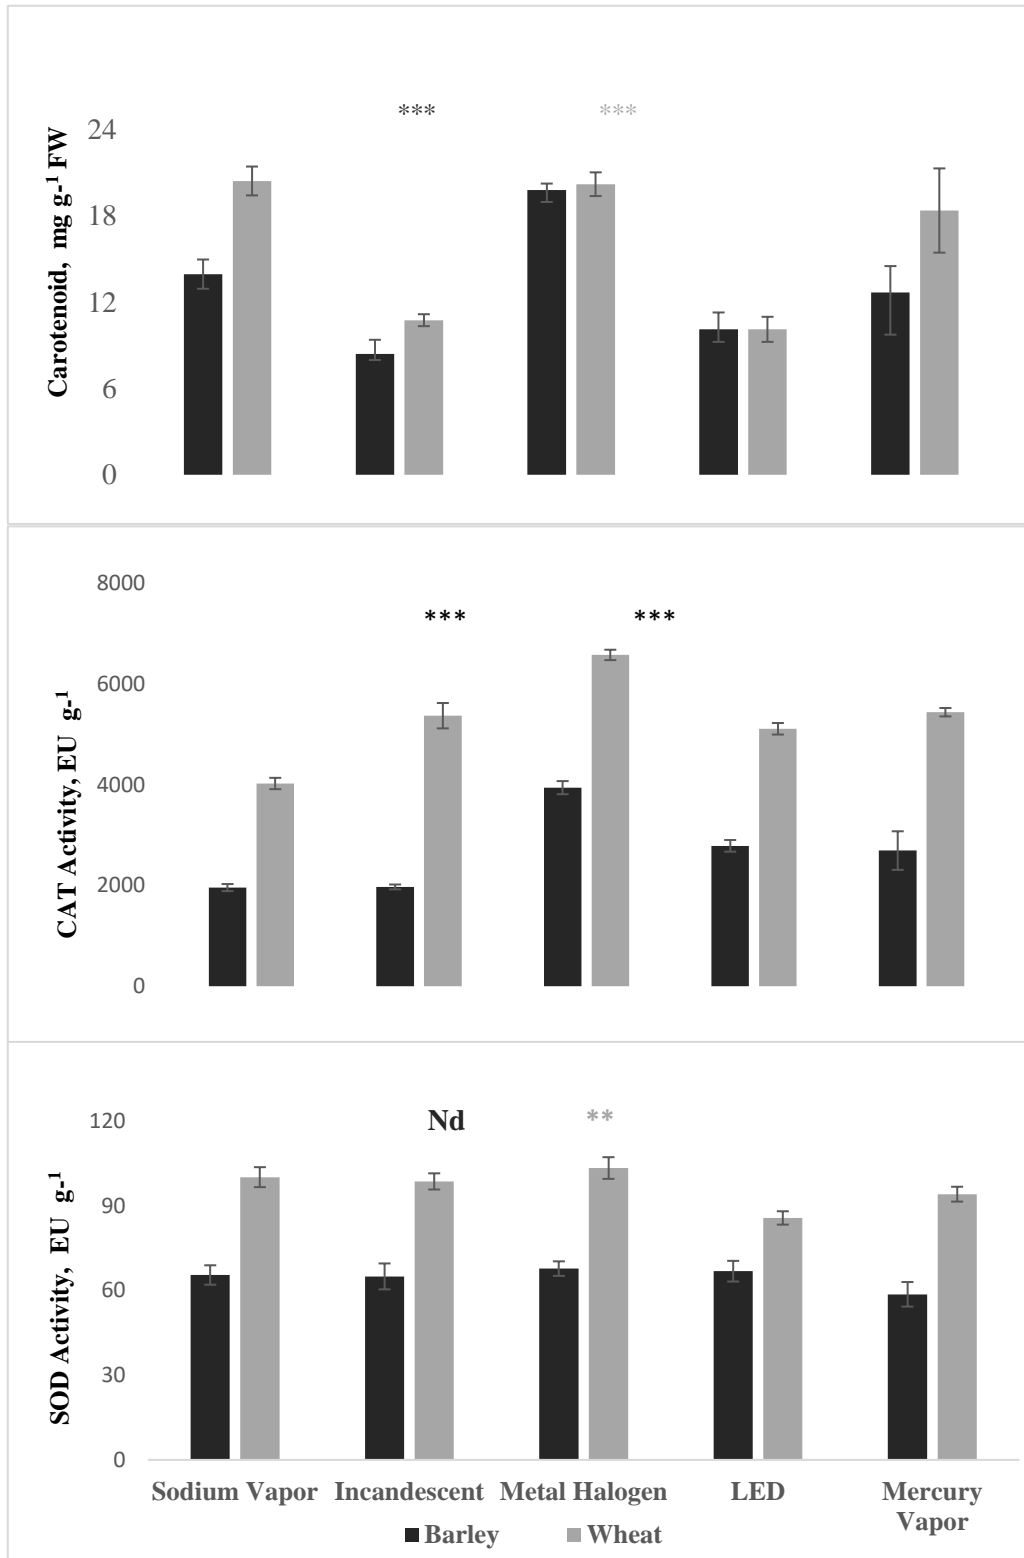 *** ***
24
18
12
6
0
Carotenoid, mg g-¹ FW
8000
*** ***
6000
4000
2000
0
CAT Activity, EU g-¹
120
Nd **
90
60
30
0
SOD Activity, EU g-¹
Sodium Vapor Incandescent Metal Halogen LED Mercury
Vapor
Barley Wheat